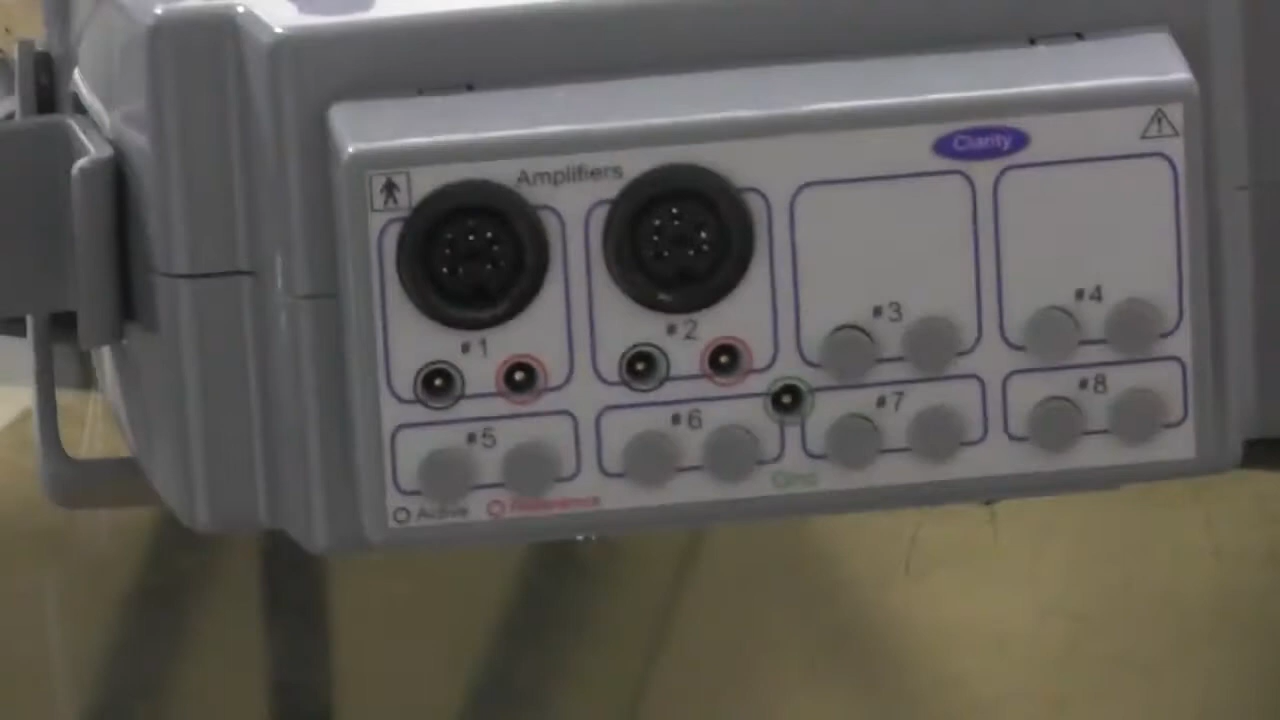 Clarity
Amplifiers
#1
#2
#3
#4
#5
#6
#7
#8
Active
Reference
Gnd